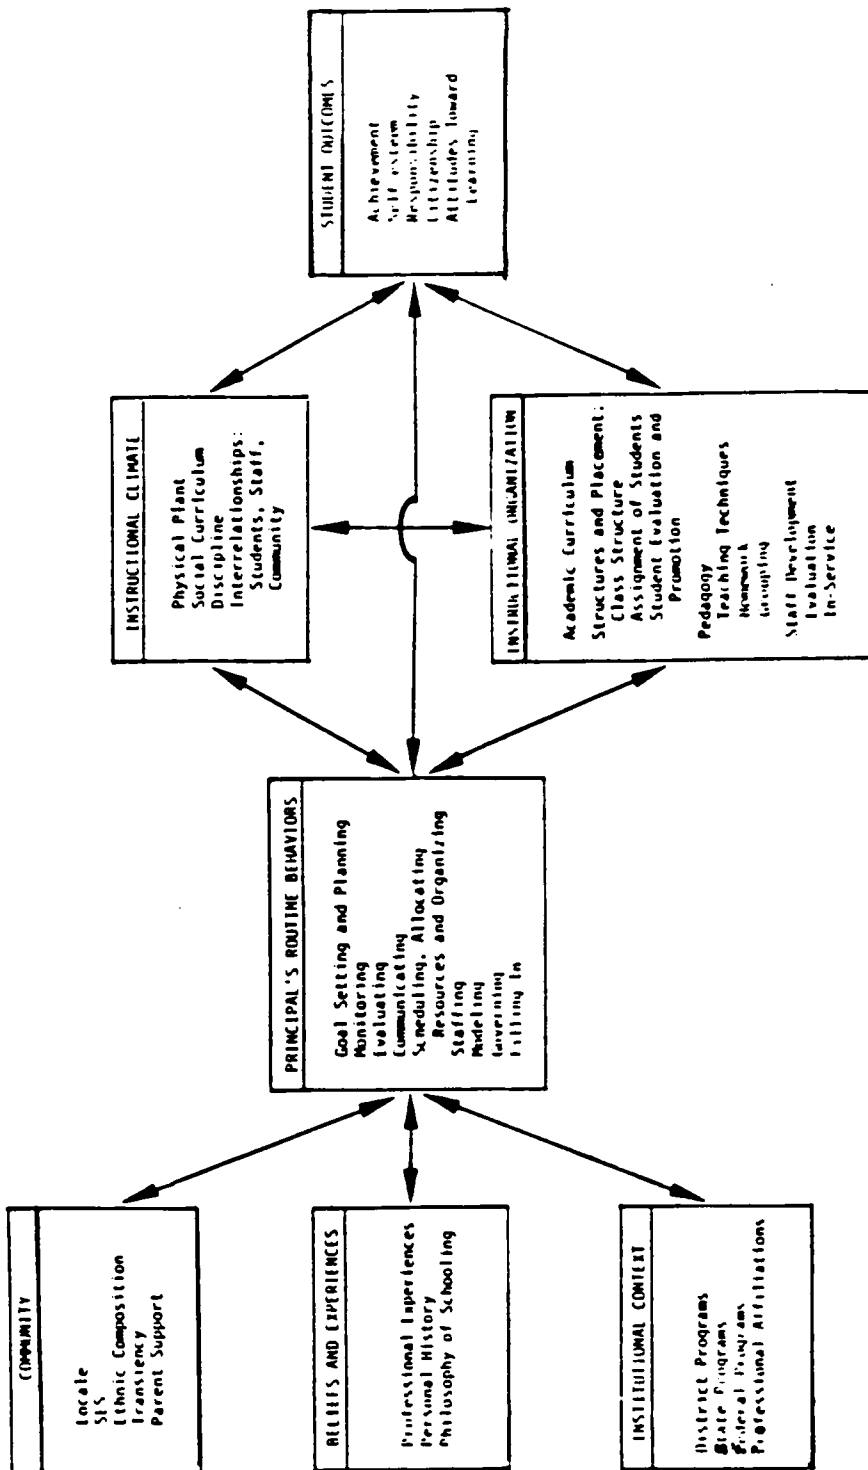 COMMUNITY
Locale
SES
Ethnic Composition
Transiency
Parent Support
BELIEFS AND EXPERIENCES
Professional Experiences
Personal History
Philosophy of Schooling
INSTITUTIONAL CONTEXT
District Programs
State Programs
Federal Programs
Professional Affiliations
PRINCIPAL'S ROUTINE BEHAVIORS
Goal Setting and Planning
Monitoring
Evaluating
Communicating
Scheduling, Allocating
Resources and Organizing
Staffing
Modeling
Governing
Filling In
INSTRUCTIONAL CLIMATE
Physical Plant
Social Curriculum
Discipline
Interrelationships:
Students, Staff,
Community
INSTRUCTIONAL ORGANIZATION
Academic Curriculum
Structures and Placement:
Class Structure
Assignment of Students
Student Evaluation and
Promotion
Pedagogy
Teaching Techniques
Homework
Grouping
Staff Development
Evaluation
In-Service
STUDENT OUTCOMES
Achievement
Self esteem
Responsibility
Citizenship
Attitudes Toward
Learning